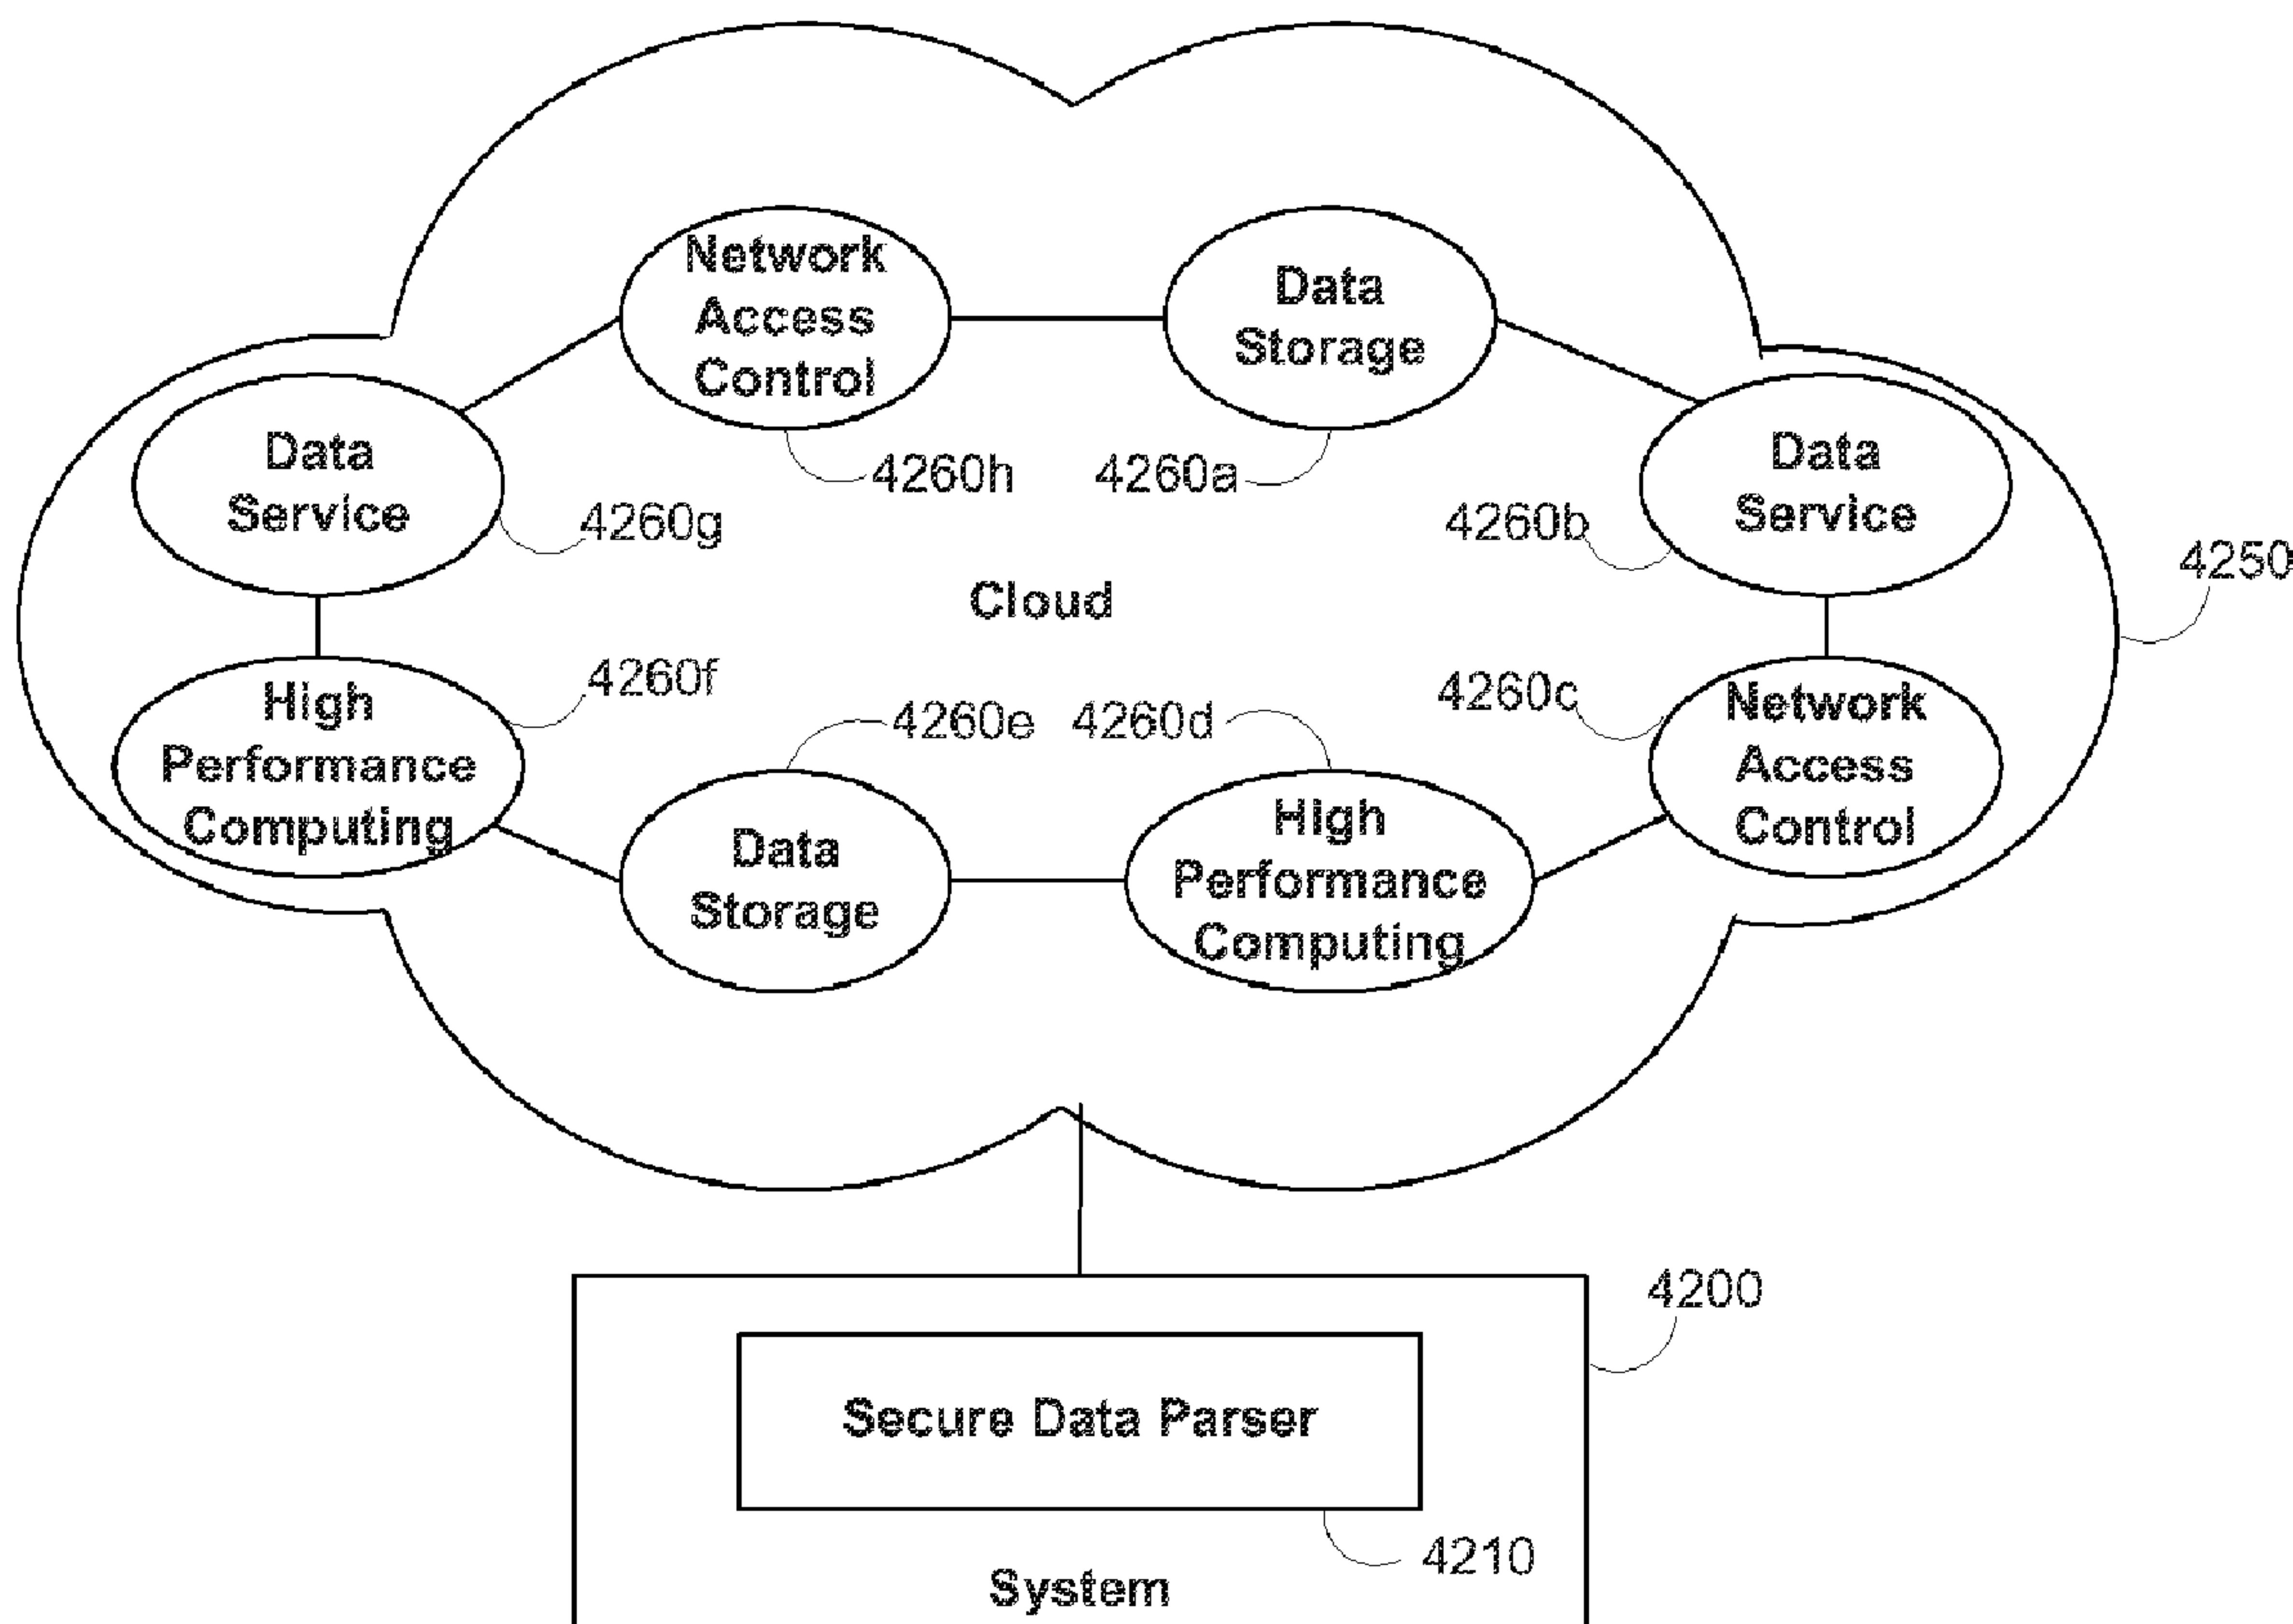 Network
Access
Control
Data
Storage
4260h
4260a
Data
Service
4260g
Data
Service
4260b
4250
Cloud
High
Performance
Computing
4260f
4260e
4260d
4260c
Network
Access
Control
Data
Storage
High
Performance
Computing
4200
Secure Data Parser
4210
System